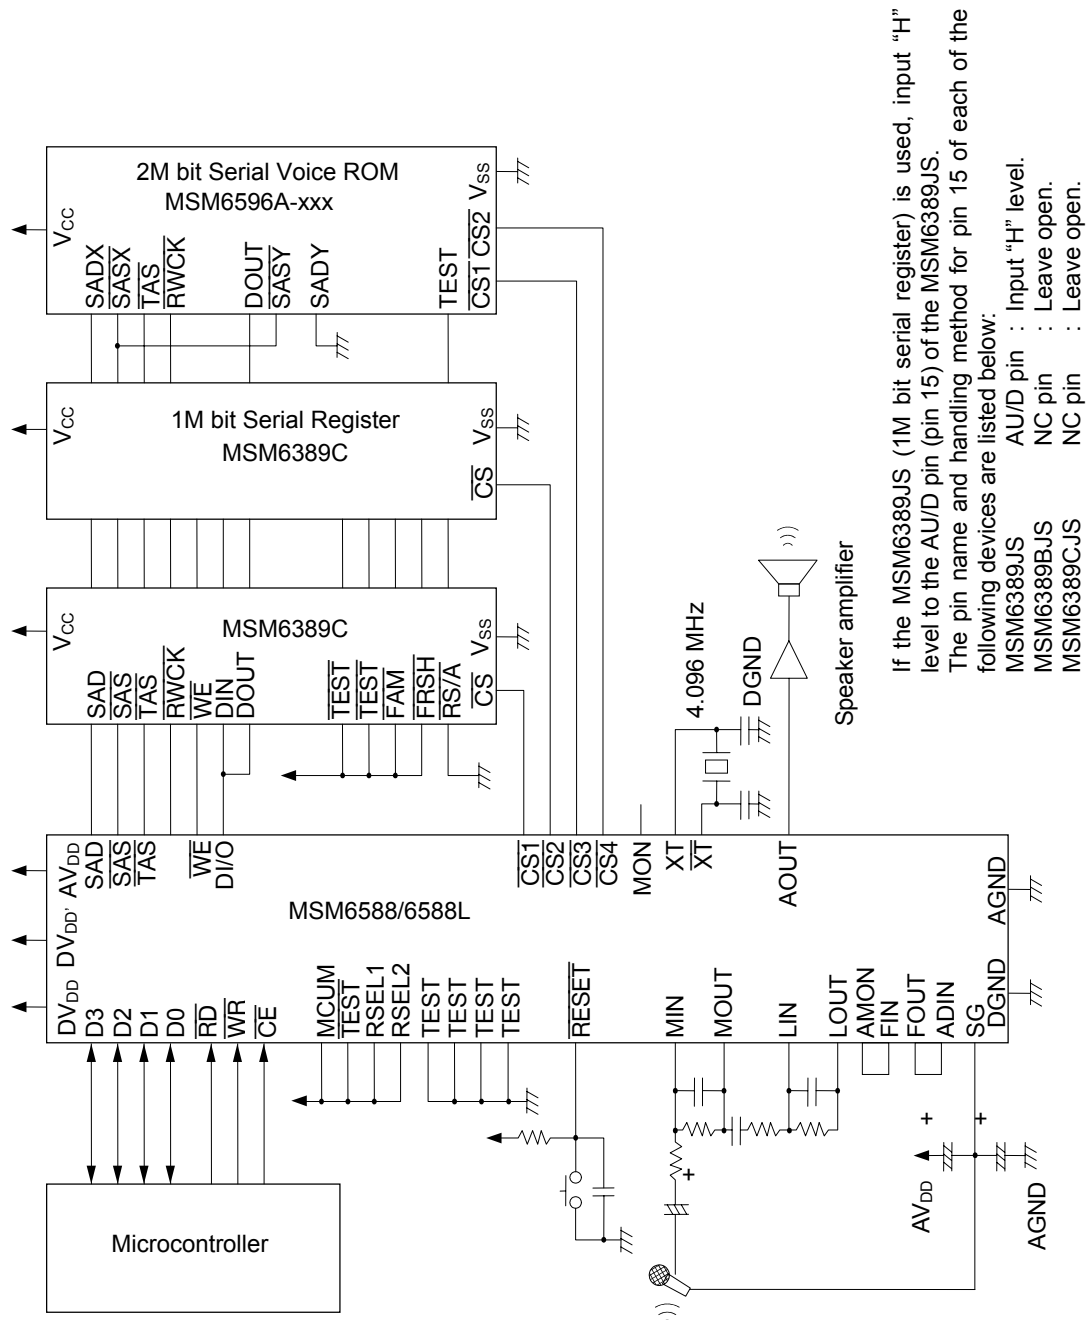 2M bit Serial Voice ROM
MSM6596A-xxx
VCC
SADX
SASX
TAS
RWCK
DOUT
SASY
SADY
TEST
CS1 CS2 VSS
VCC
1M bit Serial Register
MSM6389C
CS
VSS
VCC
MSM6389C
SAD
SAS
TAS
RWCK
WE
DIN
DOUT
TEST
TEST
FAM
FRSH
RS/A
CS
VSS
DVDD DVDD' AVDD
MSM6588/6588L
SAD
SAS
TAS
WE
DI/O
CS1
CS2
CS3
CS4
MON
XT
XT
AOUT
4.096 MHz
DGND
Speaker amplifier
D3
D2
D1
D0
RD
WR
CE
MCUM
TEST
RSEL1
RSEL2
TEST
TEST
TEST
TEST
RESET
MIN
MOUT
LIN
LOUT
AMON
FIN
FOUT
ADIN
SG
DGND
AGND
Microcontroller
+
+
+
AVDD
AGND
If the MSM6389JS (1M bit serial register) is used, input “H”
level to the AU/D pin (pin 15) of the MSM6389JS.
The pin name and handling method for pin 15 of each of the
following devices are listed below:
MSM6389JS AU/D pin : Input “H” level.
MSM6389BJS NC pin : Leave open.
MSM6389CJS NC pin : Leave open.